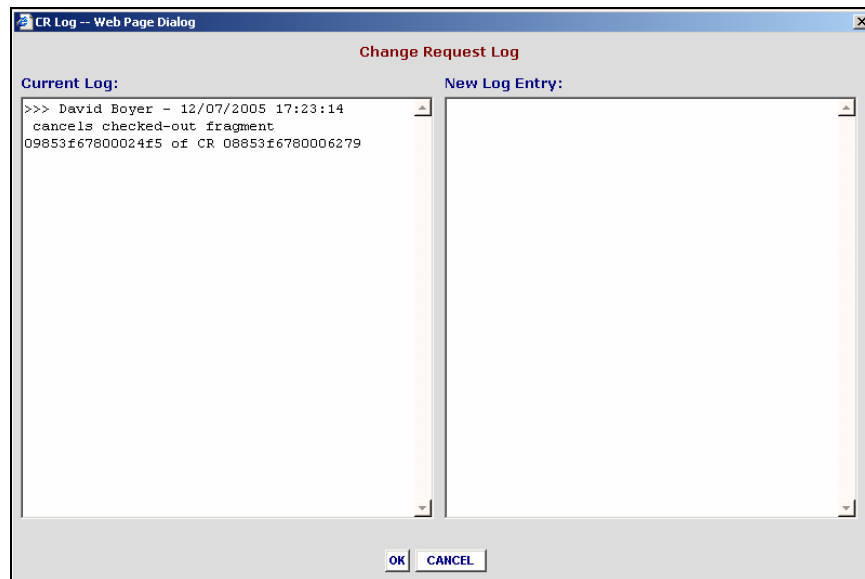 CR Log -- Web Page Dialog
Change Request Log
Current Log:
New Log Entry:
>>> David Boyer - 12/07/2005 17:23:14
cancels checked-out fragment
09853f67800024f5 of CR 08853f6780006279
OK
CANCEL